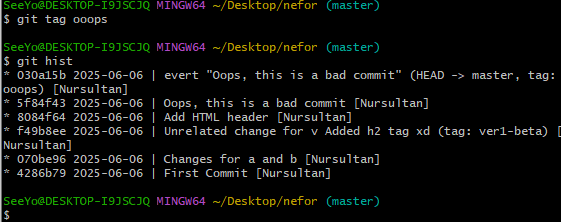 SeeYo@DESKTOP-I9JSCJQ MINGW64 ~/Desktop/nefor (master)
$ git tag ooops
SeeYo@DESKTOP-I9JSCJQ MINGW64 ~/Desktop/nefor (master)
$ git hist
* 030a15b 2025-06-06 | evert "Oops, this is a bad commit" (HEAD -> master, tag:
ooops) [Nursultan]
* 5f84f43 2025-06-06 | Oops, this is a bad commit [Nursultan]
* 8084f64 2025-06-06 | Add HTML header [Nursultan]
* f49b8ee 2025-06-06 | Unrelated change for v Added h2 tag xd (tag: ver1-beta) [
Nursultan]
* 070be96 2025-06-06 | Changes for a and b [Nursultan]
* 4286b79 2025-06-06 | First Commit [Nursultan]
SeeYo@DESKTOP-I9JSCJQ MINGW64 ~/Desktop/nefor (master)
$